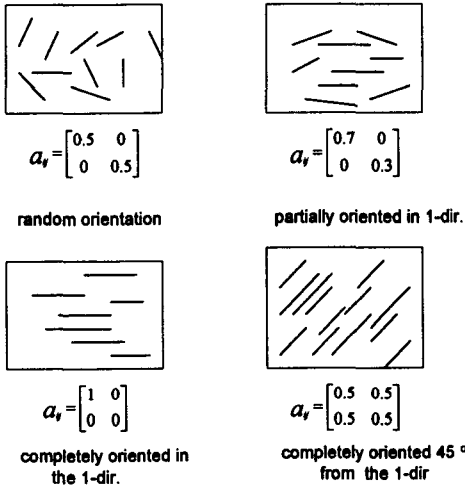 a_ij = [0.5 0
0 0.5]
random orientation
a_ij = [0.7 0
0 0.3]
partially oriented in 1-dir.
a_ij = [1 0
0 0]
completely oriented in
the 1-dir.
a_ij = [0.5 0.5
0.5 0.5]
completely oriented 45 °
from the 1-dir